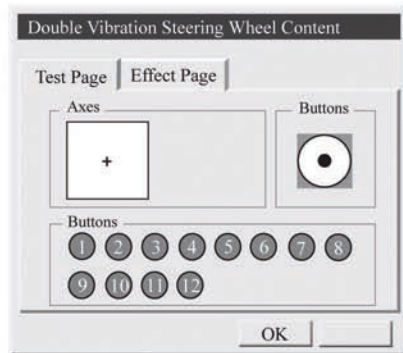 Double Vibration Steering Wheel Content
Test Page Effect Page
Axes
Buttons
Buttons
1 2 3 4 5 6 7 8
9 10 11 12
OK